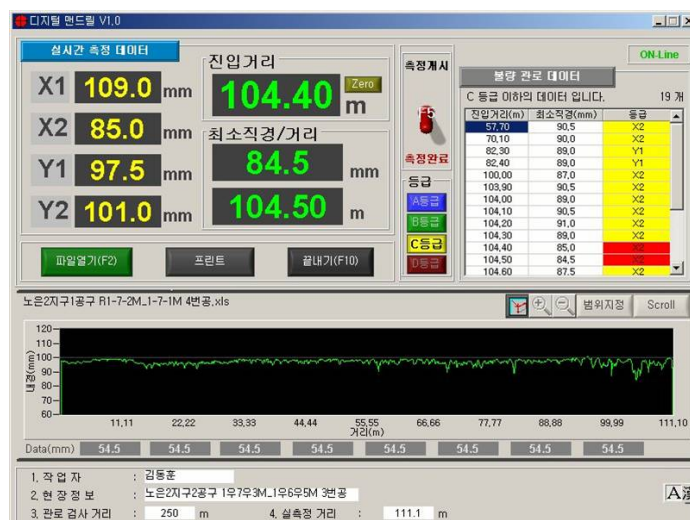 디지털 맨드릴 V1.0
실시간 측정 데이터
X1 109.0 mm
X2 85.0 mm
Y1 97.5 mm
Y2 101.0 mm
진입거리
104.40 m
Zero
최소직경/거리
84.5 mm
104.50 m
파일열기(F2) 프린트 끝내기(F10)
측정개시
F5
측정완료
등급
A등급
B등급
C등급
D등급
ON-Line
불량 관로 데이터
C 등급 이하의 데이터 입니다. 19 개
진입거리(m) 최소직경(mm) 등급
57,70 90,5 X2
70,10 90,0 X2
82,30 89,0 Y1
82,40 89,0 Y1
100,00 87,0 X2
103,90 90,5 X2
104,00 89,0 X2
104,10 90,5 X2
104,20 91,0 X2
104,30 89,0 X2
104,40 85,0 X2
104,50 84,5 X2
104,60 87,5 X2
노은2지구1공구 R1-7-2M_1-7-1M 4번공.xls
범위지정 Scroll
내경(mm)
120
110
100
90
80
70
60
11,11 22,22 33,33 44,44 55,55 66,66 77,77 88,88 99,99 111,10
거리(m)
Data(mm) 54.5 54.5 54.5 54.5 54.5 54.5 54.5 54.5 54.5
1. 작 업 자 : 김동훈
2. 현 장 정 보 : 노은2지구2공구 1우7우3M_1우6우5M 3번공
3. 관로 검사 거리 : 250 m 4. 실측정 거리 : 111.1 m
A漢